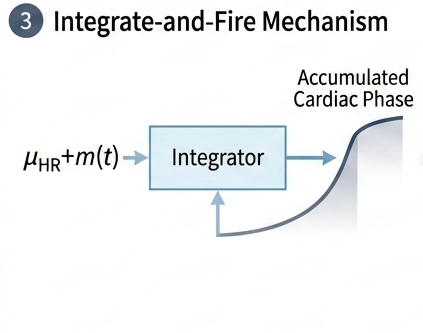 3 Integrate-and-Fire Mechanism
Accumulated
Cardiac Phase
μHR+m(t)
Integrator